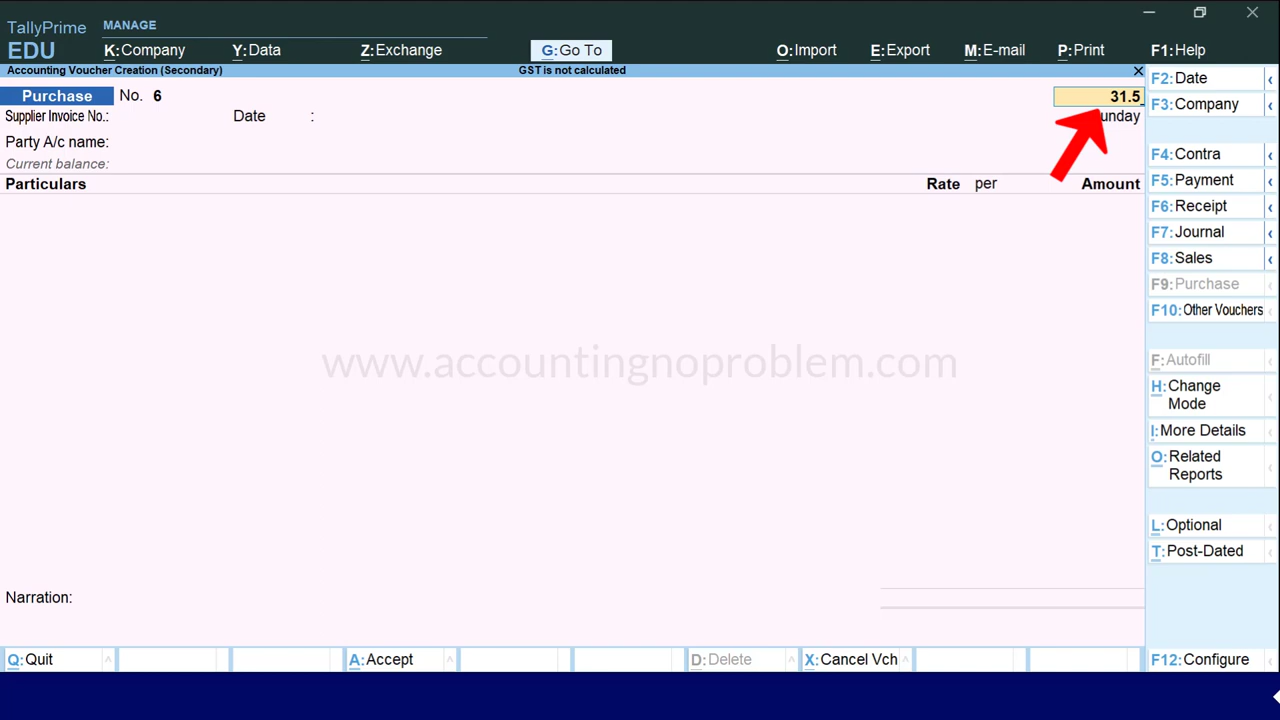 TallyPrime MANAGE
EDU K:Company Y:Data Z:Exchange G:Go To O:Import E:Export M:E-mail P:Print F1:Help
Accounting Voucher Creation (Secondary) GST is not calculated
Purchase No. 6 31.5
Supplier Invoice No.: Date :
Party A/c name:
Current balance:
Particulars Rate per Amount
www.accountingnoproblem.com
Narration:
Q:Quit A:Accept D:Delete X:Cancel Vch
F2:Date
F3:Company
F4:Contra
F5:Payment
F6:Receipt
F7:Journal
F8:Sales
F9:Purchase
F10:Other Vouchers
F:Autofill
H:Change
Mode
I:More Details
O:Related
Reports
L:Optional
T:Post-Dated
F12:Configure